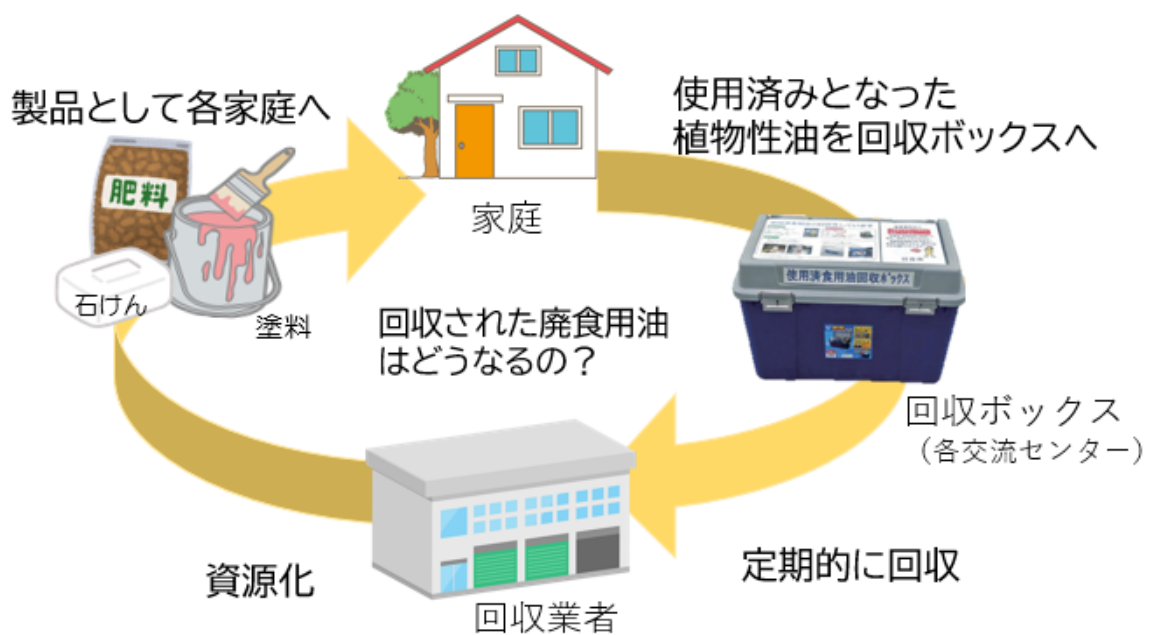 製品として各家庭へ
使用済みとなった
植物性油を回収ボックスへ
肥料
石けん
塗料
家庭
使用済食用油回収ボックス
回収された廃食用油
はどうなるの？
回収ボックス
（各交流センター）
定期的に回収
資源化
回収業者